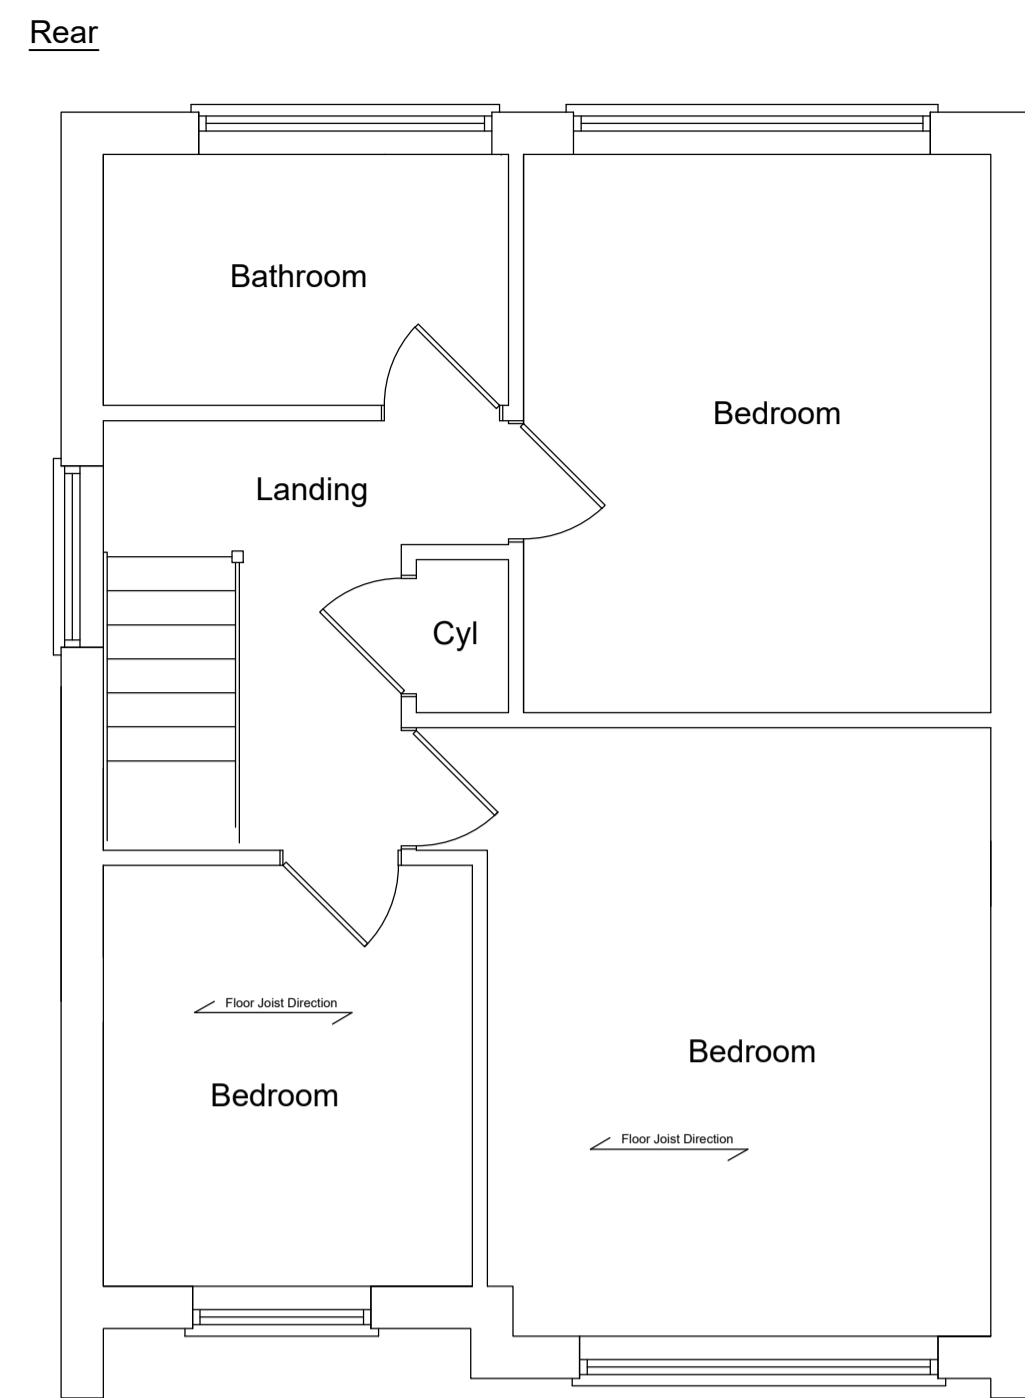 Rear
Bathroom
Bedroom
Landing
Cyl
Floor Joist Direction
Bedroom
Bedroom
Floor Joist Direction